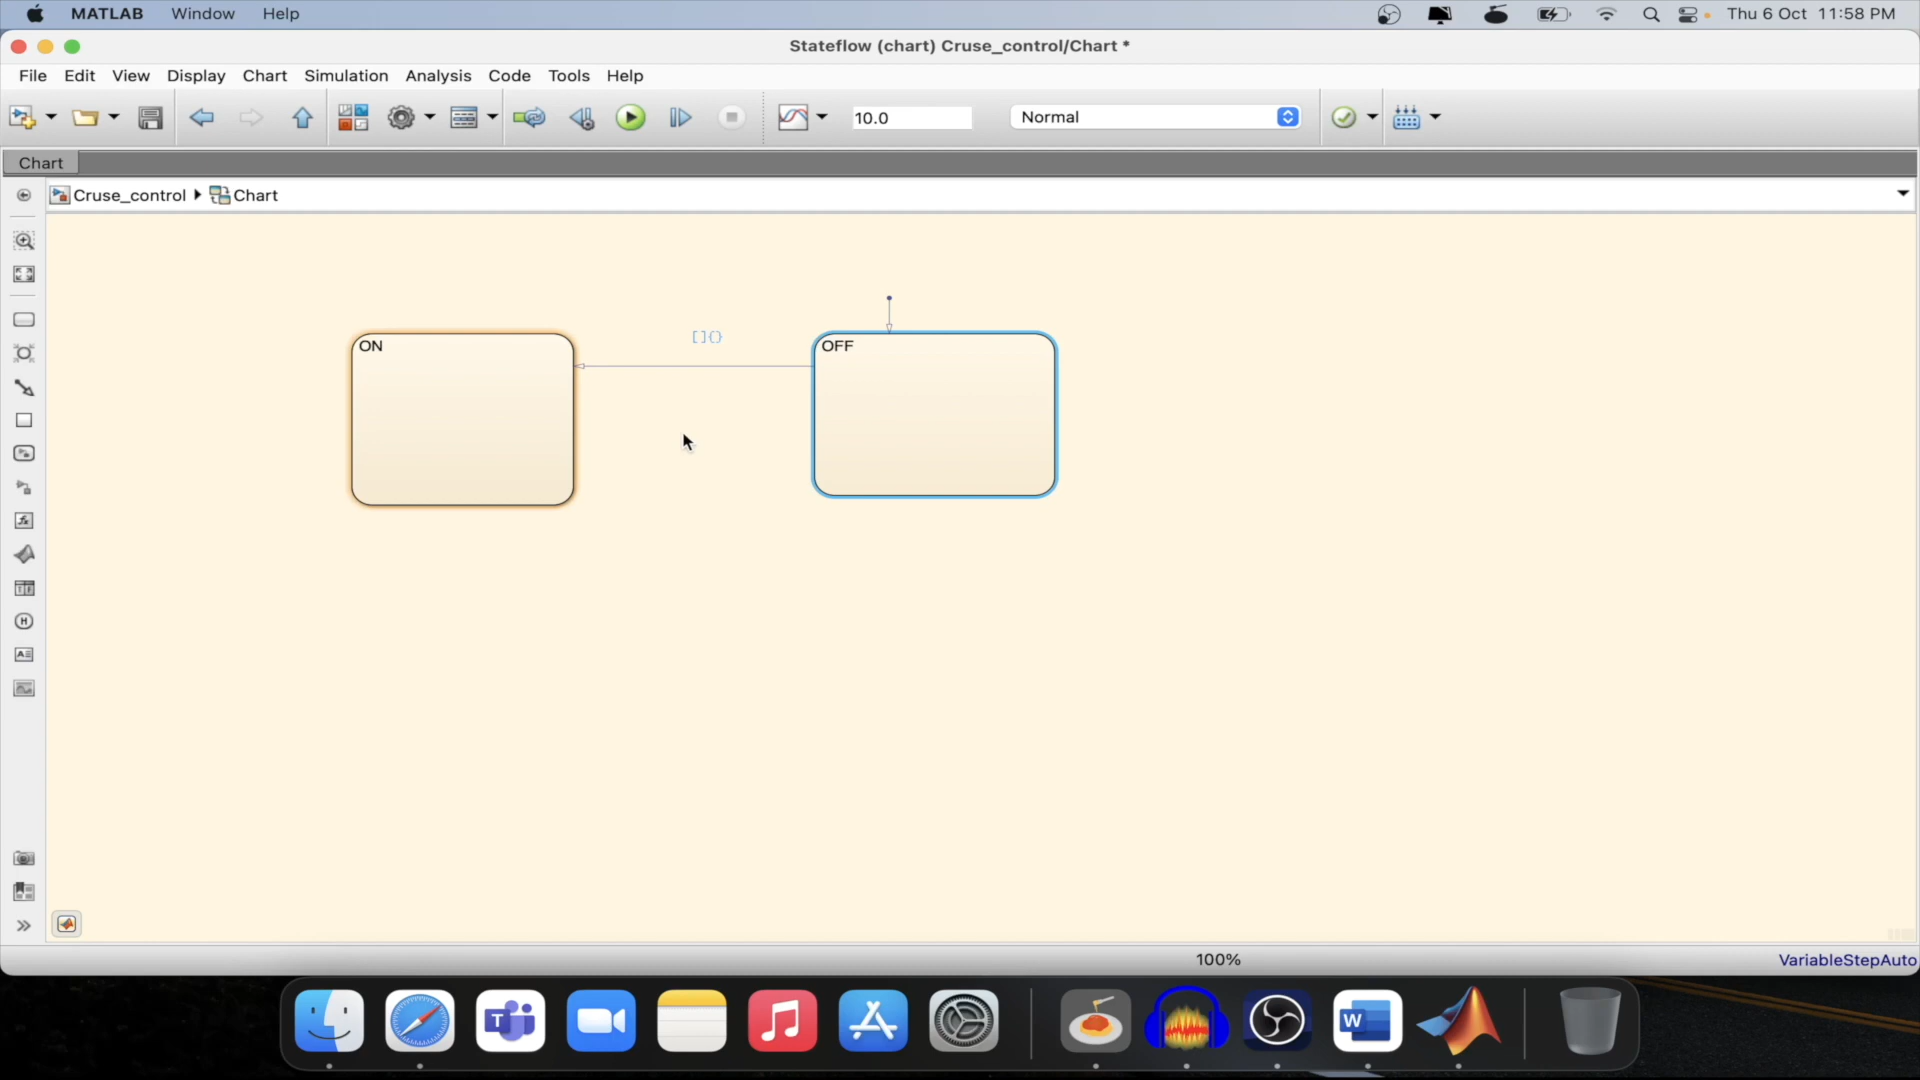 MATLAB Window Help Thu 6 Oct 11:58 PM
Stateflow (chart) Cruse_control/Chart *
File Edit View Display Chart Simulation Analysis Code Tools Help
10.0 Normal
Chart
Cruse_control Chart
[]{}
ON OFF
100% VariableStepAuto